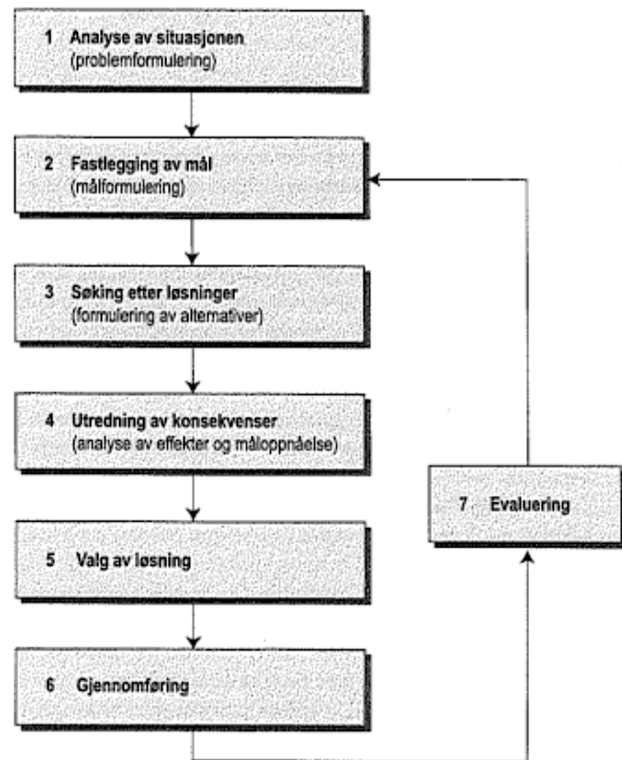 1 Analyse av situasjonen
(problemformulering)
2 Fastlegging av mål
(målformulering)
3 Søking etter løsninger
(formulering av alternativer)
4 Utredning av konsekvenser
(analyse av effekter og måloppnåelse)
5 Valg av løsning
6 Gjennomføring
7 Evaluering